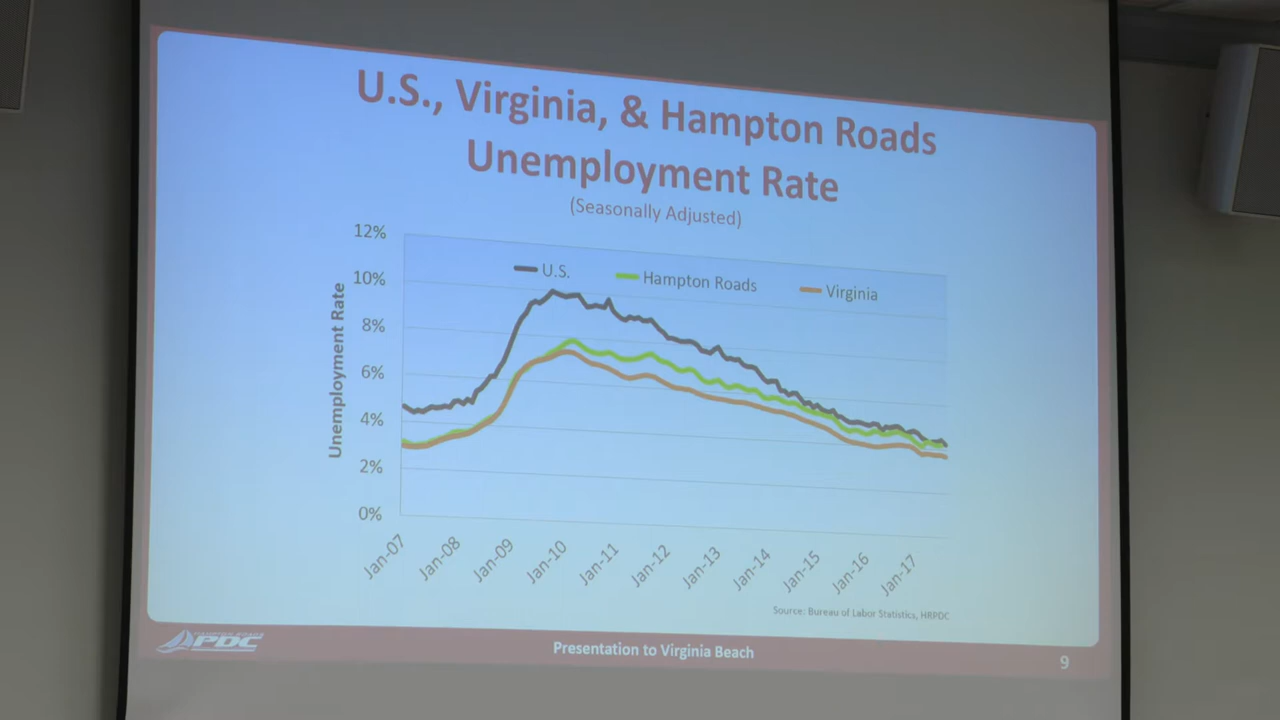 U.S., Virginia, & Hampton Roads
Unemployment Rate
(Seasonally Adjusted)
12%
10%
8%
6%
4%
2%
0%
Unemployment Rate
U.S.
Hampton Roads
Virginia
Jan-07
Jan-08
Jan-09
Jan-10
Jan-11
Jan-12
Jan-13
Jan-14
Jan-15
Jan-16
Jan-17
Source: Bureau of Labor Statistics, HRPDC
HAMPTON ROADS
PDC
Presentation to Virginia Beach
9